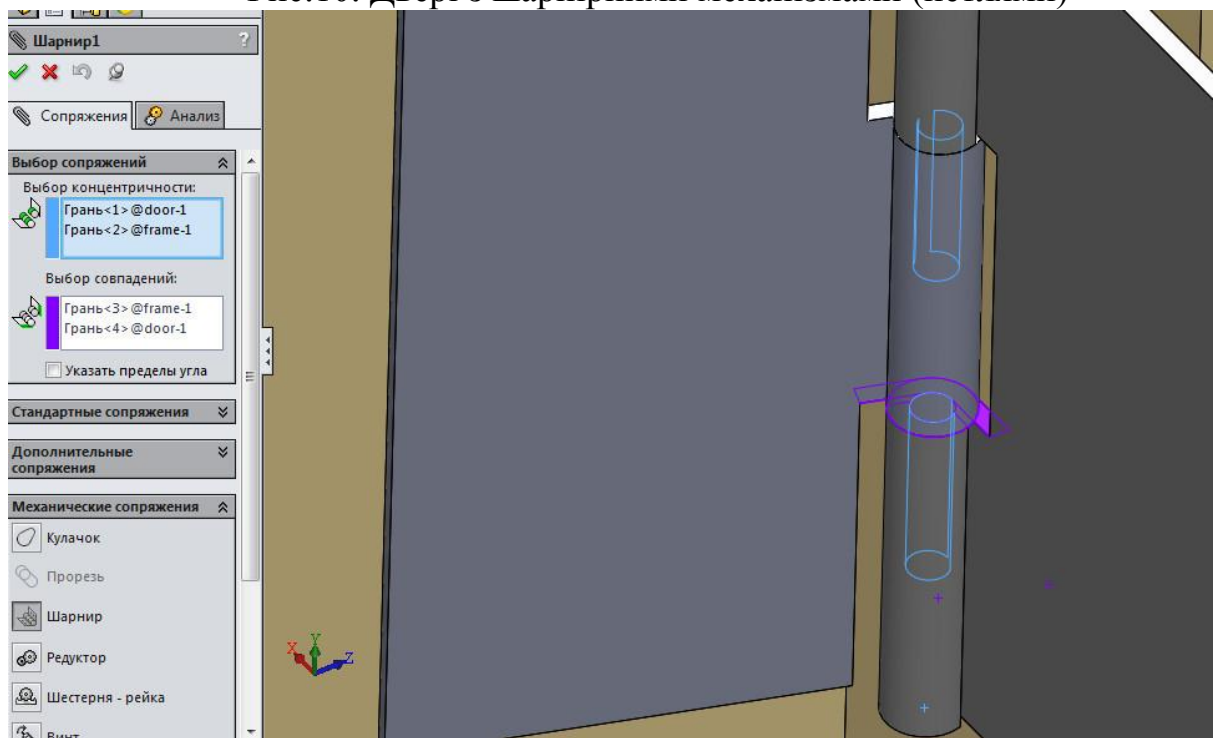 Шарнир1
?
Сопряжения
Анализ
Выбор сопряжений
Выбор концентричности:
Грань<1>@door-1
Грань<2>@frame-1
Выбор совпадений:
Грань<3>@frame-1
Грань<4>@door-1
Указать пределы угла
Стандартные сопряжения
Дополнительные
сопряжения
Механические сопряжения
Кулачок
Прорезь
Шарнир
Редуктор
Шестерня - рейка
Винт
X
Y
Z